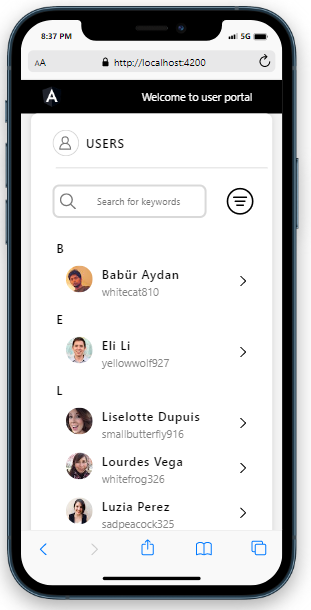 8:37 PM 5G
AA http://localhost:4200
A Welcome to user portal
USERS
Search for keywords
B
Babür Aydan
whitecat810
E
Eli Li
yellowwolf927
L
Liselotte Dupuis
smallbutterfly916
Lourdes Vega
whitefrog326
Luzia Perez
sadpeacock325